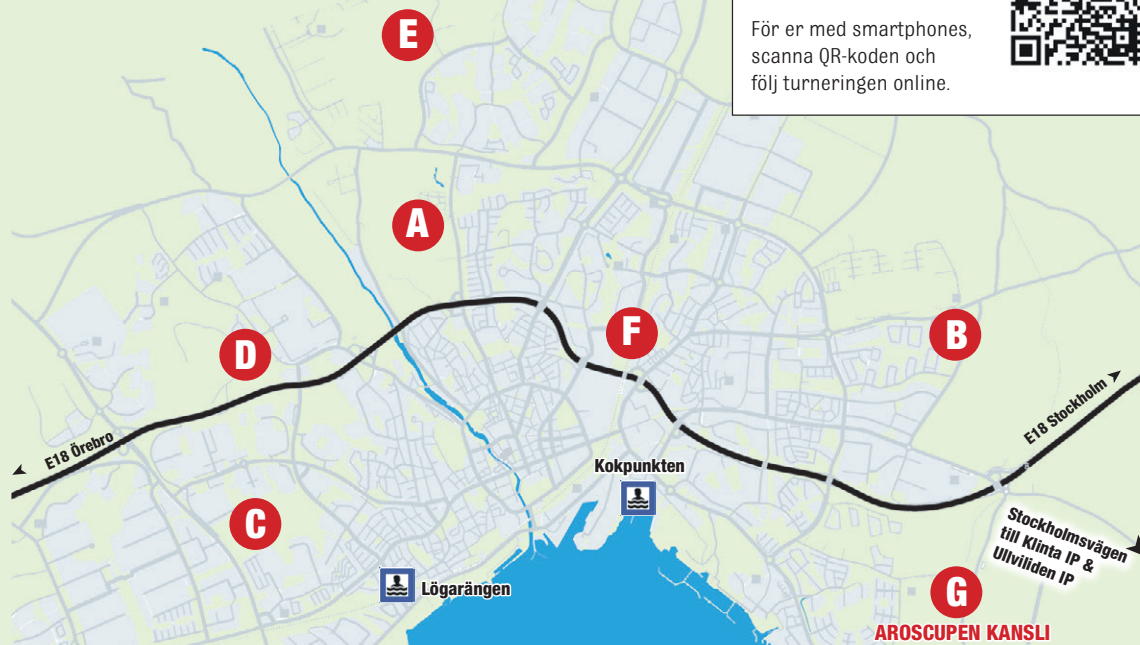 E
För er med smartphones,
scanna QR-koden och
följ turneringen online.
A
F
B
D
E18 Örebro
E18 Stockholm
Kokpunkten
C
Stockholmsvägen
till Klinta IP &
Ullviliden IP
Lögarängen
G
AROSCUPEN KANSLI